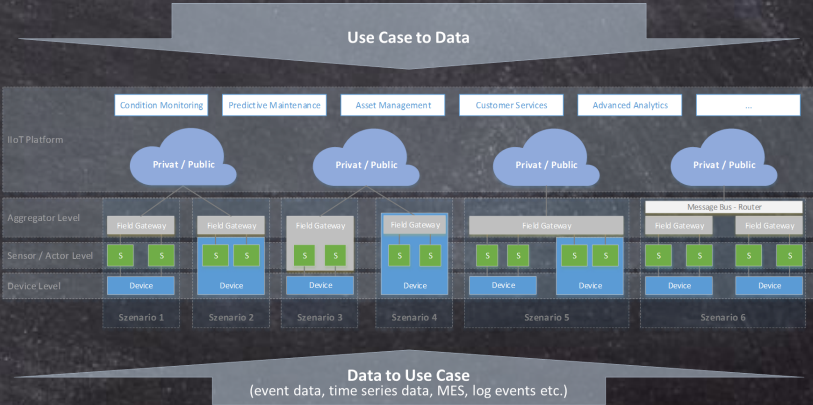 Use Case to Data
Condition Monitoring Predictive Maintenance Asset Management Customer Services Advanced Analytics ...
IIoT Platform
Privat / Public Privat / Public Privat / Public Privat / Public
Message Bus - Router
Aggregator Level
Field Gateway Field Gateway Field Gateway Field Gateway Field Gateway Field Gateway Field Gateway
Sensor / Actor Level S S S S S S S S S S S S S S S S
Device Level Device Device Device Device Device Device Device Device
Szenario 1 Szenario 2 Szenario 3 Szenario 4 Szenario 5 Szenario 6
Data to Use Case
(event data, time series data, MES, log events etc.)